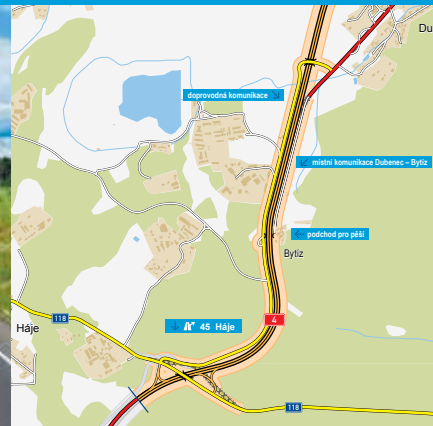 Du
doprovodná komunikace
místní komunikace Dubenec – Bytíz
podchod pro pěší
Bytíz
118
4
Háje
45 Háje
118